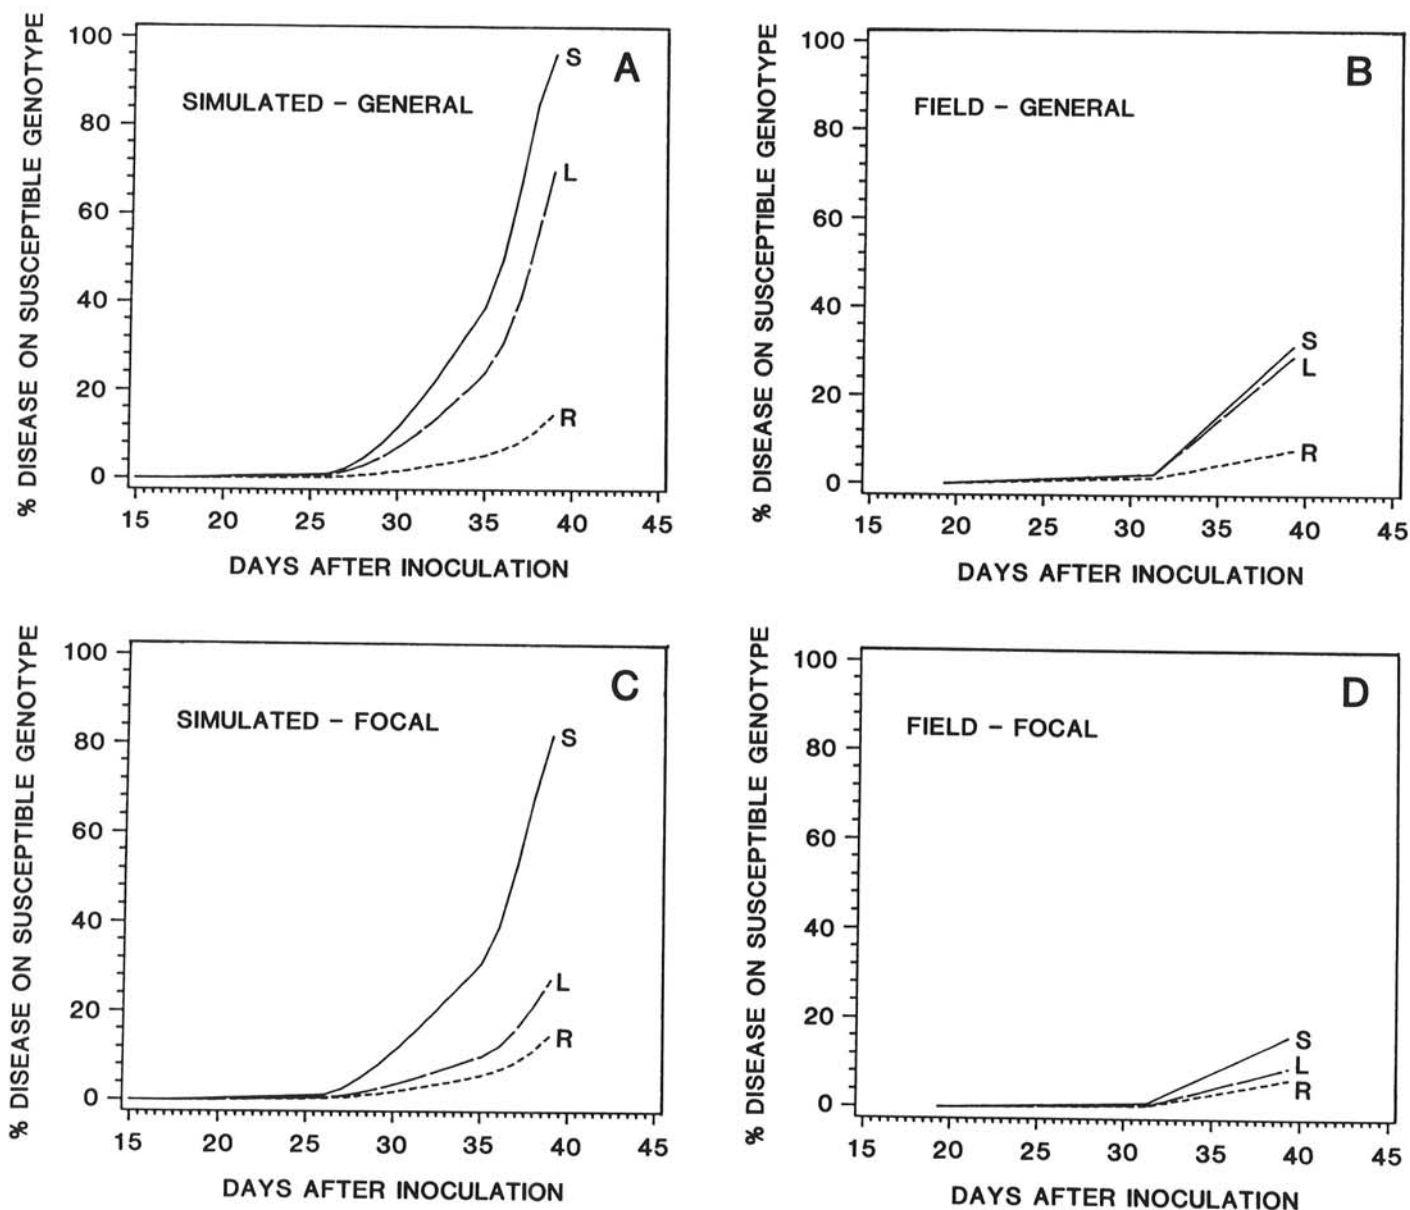 % DISEASE ON SUSCEPTIBLE GENOTYPE
100
80
60
40
20
0
SIMULATED - GENERAL
A
S
L
R
15 20 25 30 35 40 45
DAYS AFTER INOCULATION
% DISEASE ON SUSCEPTIBLE GENOTYPE
100
80
60
40
20
0
FIELD - GENERAL
B
S
L
R
15 20 25 30 35 40 45
DAYS AFTER INOCULATION
% DISEASE ON SUSCEPTIBLE GENOTYPE
100
80
60
40
20
0
SIMULATED - FOCAL
C
S
L
R
15 20 25 30 35 40 45
DAYS AFTER INOCULATION
% DISEASE ON SUSCEPTIBLE GENOTYPE
100
80
60
40
20
0
FIELD - FOCAL
D
S
L
R
15 20 25 30 35 40 45
DAYS AFTER INOCULATION